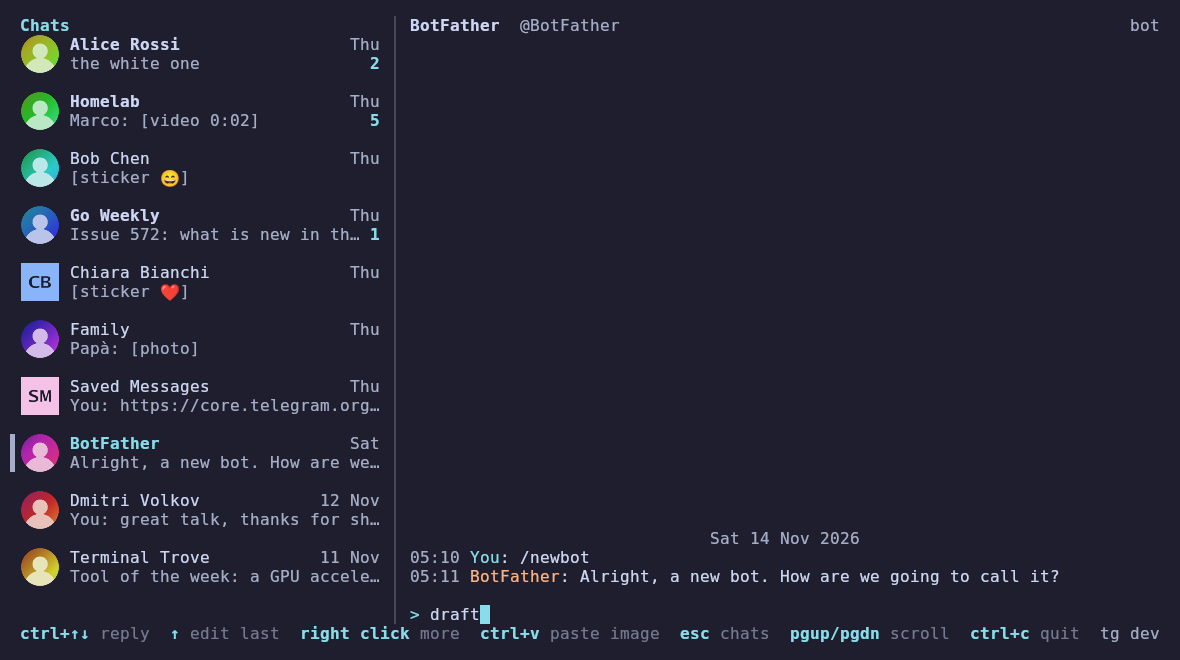 Chats
Alice Rossi Thu
the white one 2
Homelab Thu
Marco: [video 0:02] 5
Bob Chen Thu
[sticker 😄]
Go Weekly Thu
Issue 572: what is new in th… 1
CB
Chiara Bianchi Thu
[sticker ❤️]
Family Thu
Papà: [photo]
SM
Saved Messages Thu
You: https://core.telegram.org…
BotFather Sat
Alright, a new bot. How are we…
Dmitri Volkov 12 Nov
You: great talk, thanks for sh…
Terminal Trove 11 Nov
Tool of the week: a GPU accele…
BotFather @BotFather bot
Sat 14 Nov 2026
05:10 You: /newbot
05:11 BotFather: Alright, a new bot. How are we going to call it?
> draft
ctrl+↑↓ reply ↑ edit last right click more ctrl+v paste image esc chats pgup/pgdn scroll ctrl+c quit tg dev